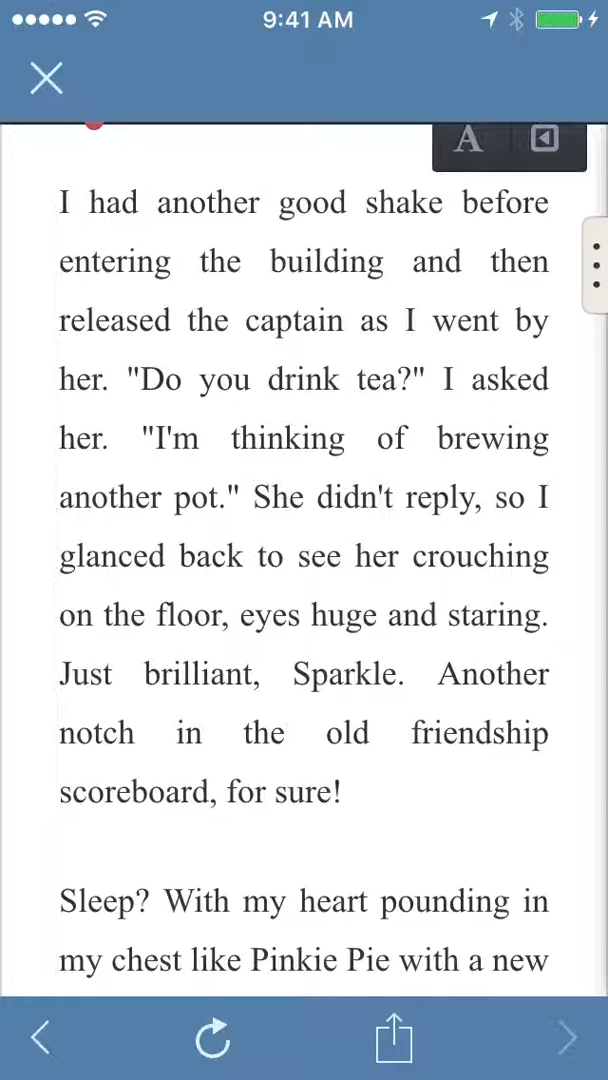 9:41 AM
A
I had another good shake before
entering the building and then
released the captain as I went by
her. "Do you drink tea?" I asked
her. "I'm thinking of brewing
another pot." She didn't reply, so I
glanced back to see her crouching
on the floor, eyes huge and staring.
Just brilliant, Sparkle. Another
notch in the old friendship
scoreboard, for sure!
Sleep? With my heart pounding in
my chest like Pinkie Pie with a new